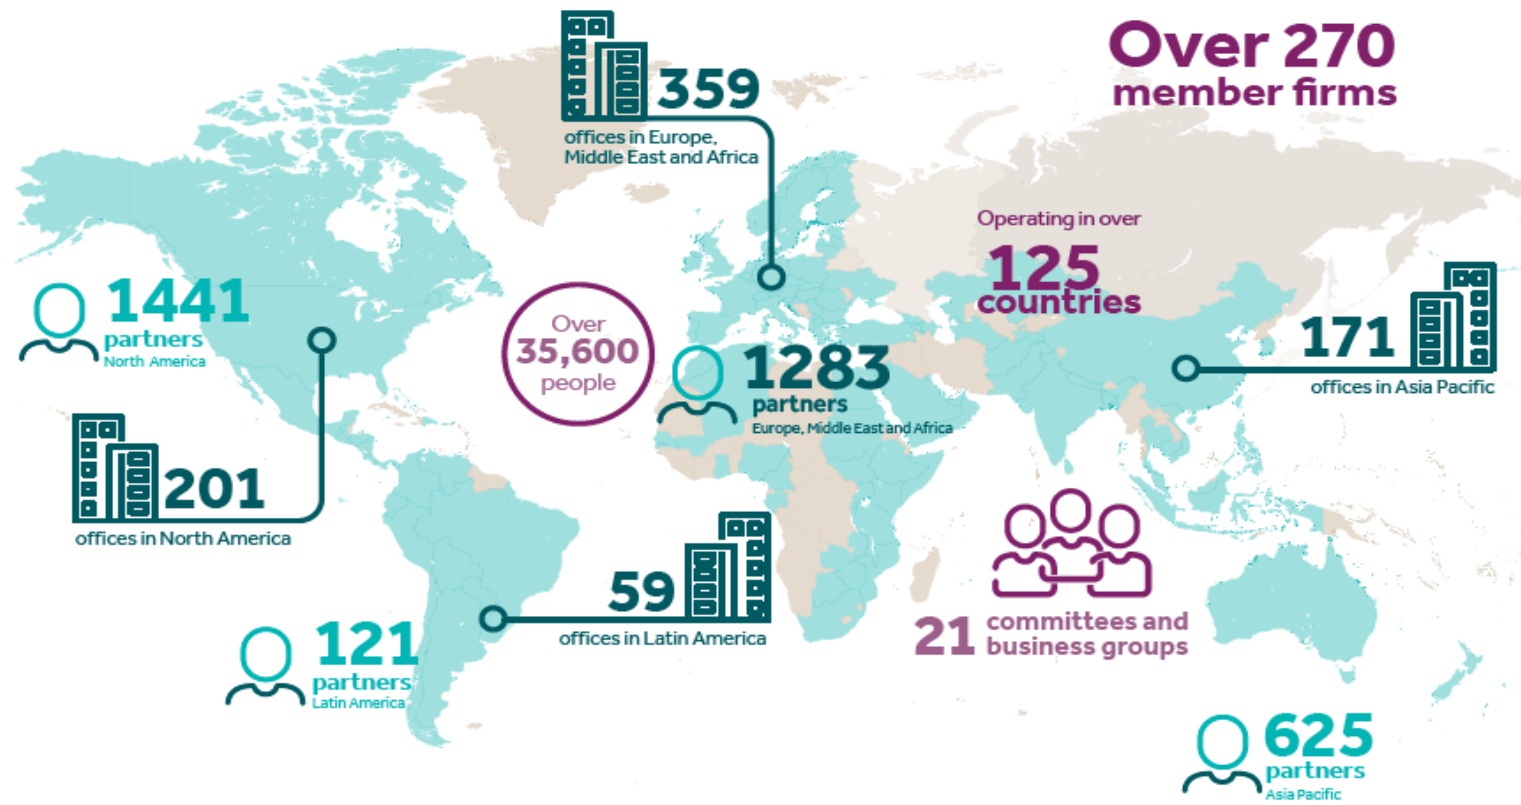 Over 270
member firms
359
offices in Europe,
Middle East and Africa
Operating in over
125
countries
1441
partners
North America
Over
35,600
people
1283
partners
Europe, Middle East and Africa
171
offices in Asia Pacific
201
offices in North America
59
offices in Latin America
21
committees and
business groups
121
partners
Latin America
625
partners
Asia Pacific